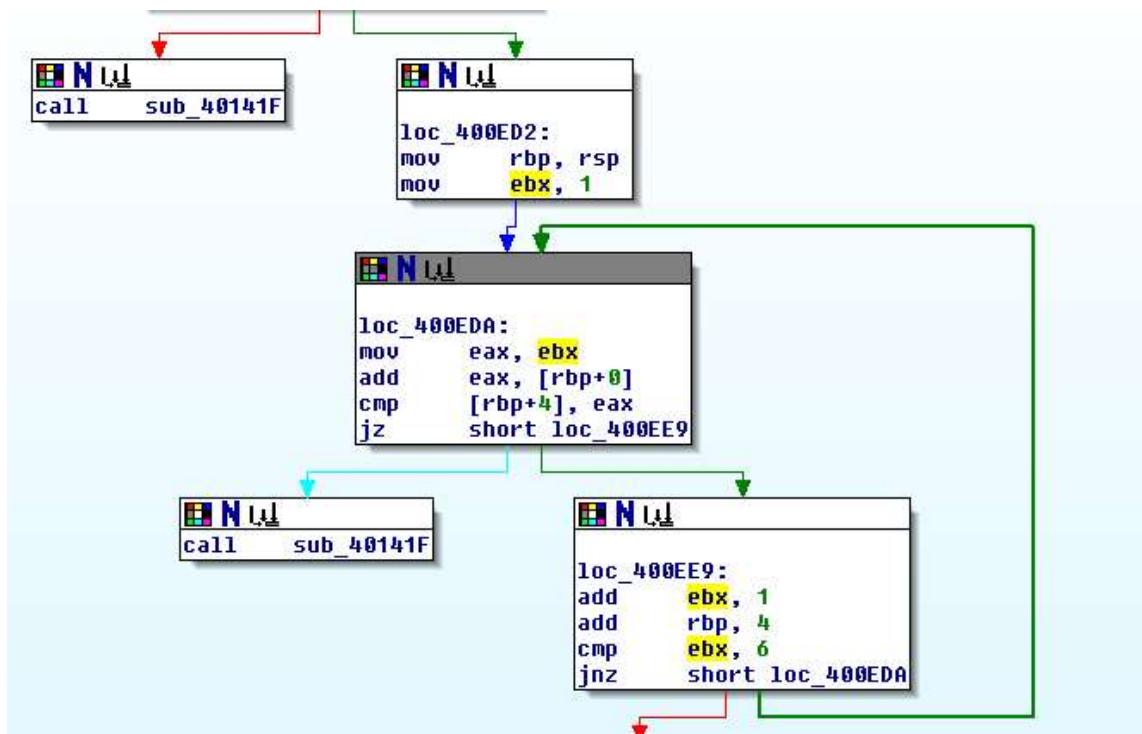 call sub_40141F
loc_400ED2:
mov rbp, rsp
mov ebx, 1
loc_400EDA:
mov eax, ebx
add eax, [rbp+0]
cmp [rbp+4], eax
jz short loc_400EE9
call sub_40141F
loc_400EE9:
add ebx, 1
add rbp, 4
cmp ebx, 6
jnz short loc_400EDA